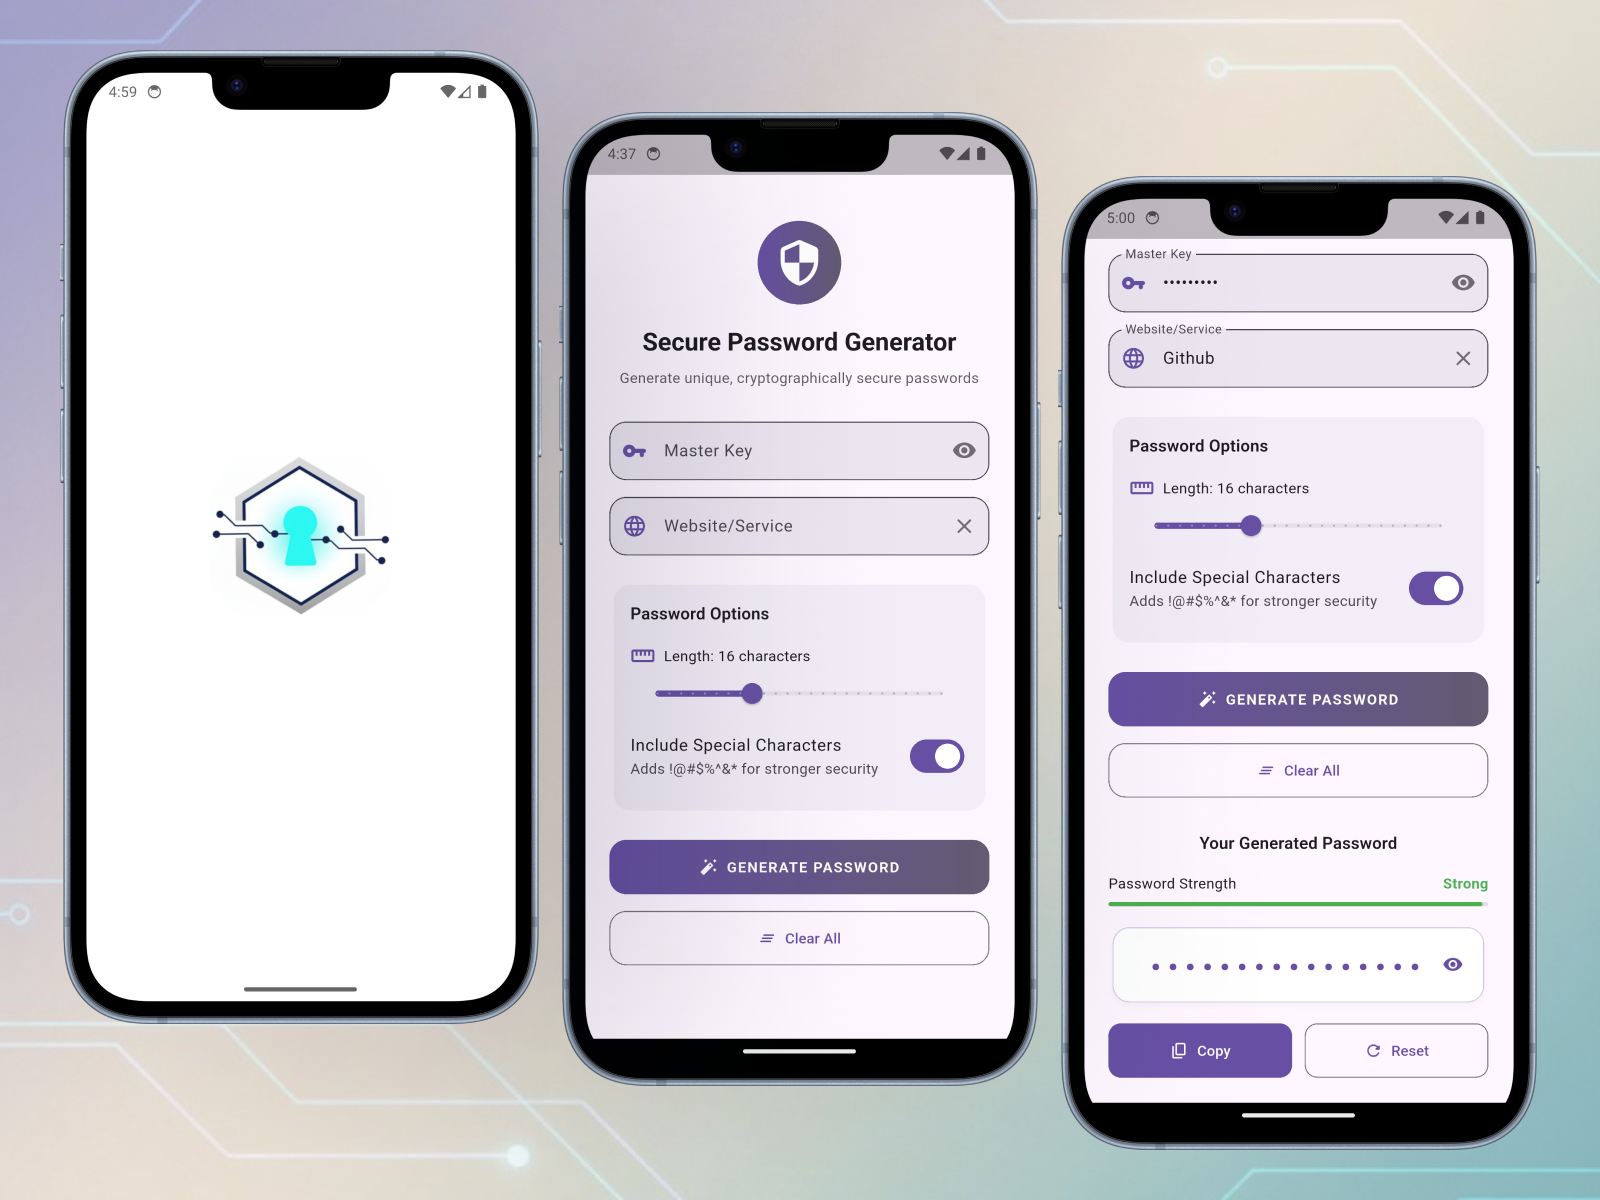 4:59
4:37
Secure Password Generator
Generate unique, cryptographically secure passwords
Master Key
Website/Service
Password Options
Length: 16 characters
Include Special Characters
Adds !@#$%^&* for stronger security
GENERATE PASSWORD
Clear All
5:00
Master Key
•••••••••
Website/Service
Github
Password Options
Length: 16 characters
Include Special Characters
Adds !@#$%^&* for stronger security
GENERATE PASSWORD
Clear All
Your Generated Password
Password Strength Strong
••••••••••••••••
Copy Reset